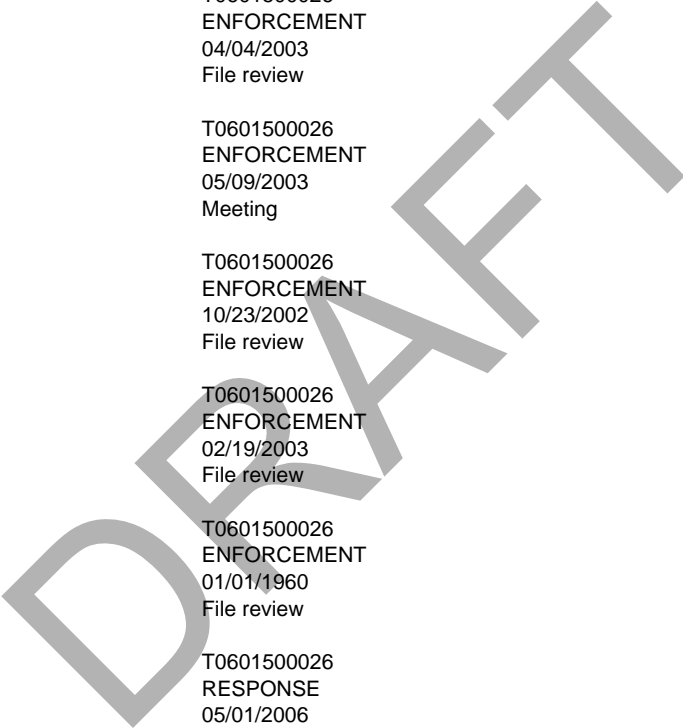 T0601500026
ENFORCEMENT
04/04/2003
File review
T0601500026
ENFORCEMENT
05/09/2003
Meeting
T0601500026
ENFORCEMENT
10/23/2002
File review
T0601500026
ENFORCEMENT
02/19/2003
File review
T0601500026
ENFORCEMENT
01/01/1960
File review
T0601500026
RESPONSE
05/01/2006
DRAFT